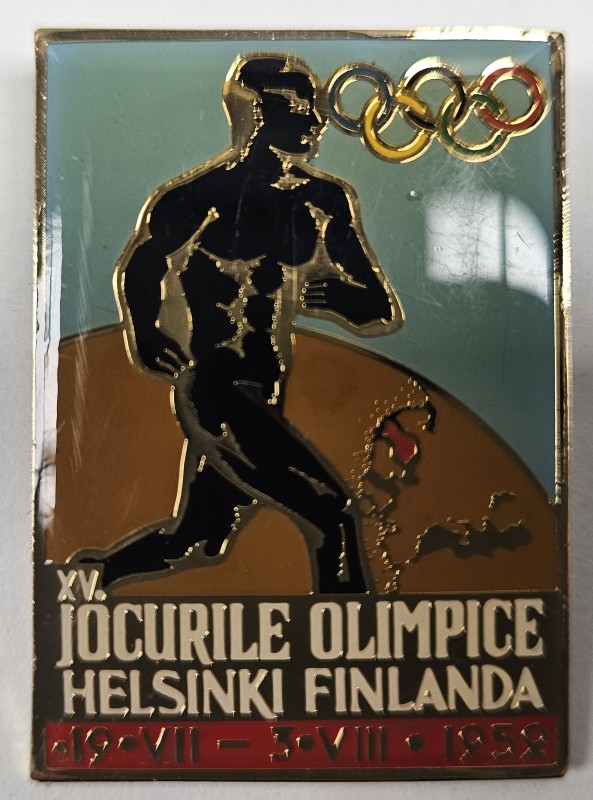 XV.
JOCURILE OLIMPICE
HELSINKI FINLANDA
·19·VII – 3·VIII·1952